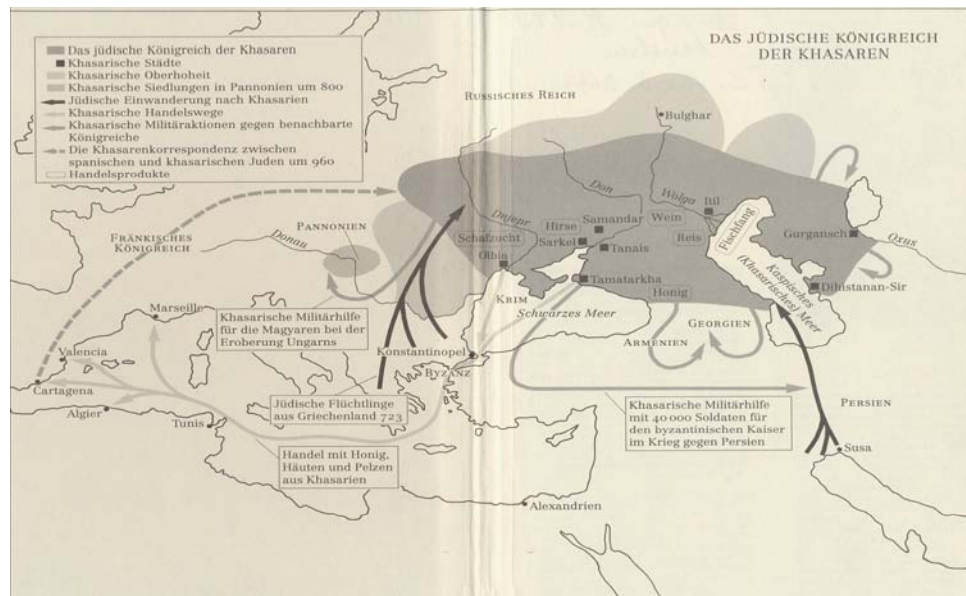 DAS JÜDISCHE KÖNIGREICH
DER KHASAREN
Das jüdische Königreich der Khasaren
Khasarische Städte
Khasarische Oberhoheit
Khasarische Siedlungen in Pannonien um 800
Jüdische Einwanderung nach Khasarien
Khasarische Handelswege
Khasarische Militäraktionen gegen benachbarte
Königreiche
Die Khasarenkorrespondenz zwischen
spanischen und khasarischen Juden um 960
Handelsprodukte
RUSSISCHES REICH
Bulghar
Don
Wolga
Itil
Dnjepr
Hirse
Samandar
Wein
Schafzucht
Sarkel
Tanais
Reis
Fischfang
Gurgansch
Oxus
FRÄNKISCHES
KÖNIGREICH
PANNONIEN
Donau
Olbin
Tamatarkha
Honig
Kaspisches
(Khasarisches) Meer
Dihistanan-Sir
KRIM
Schwarzes Meer
GEORGIEN
ARMENIEN
Marseille
Khasarische Militärhilfe
für die Magyaren bei der
Eroberung Ungarns
Valencia
Konstantinopel
BYZANZ
Cartagena
Algier
Tunis
Jüdische Flüchtlinge
aus Griechenland 723
Khasarische Militärhilfe
mit 40000 Soldaten für
den byzantinischen Kaiser
im Krieg gegen Persien
PERSIEN
Susa
Handel mit Honig,
Häuten und Pelzen
aus Khasarien
Alexandrien